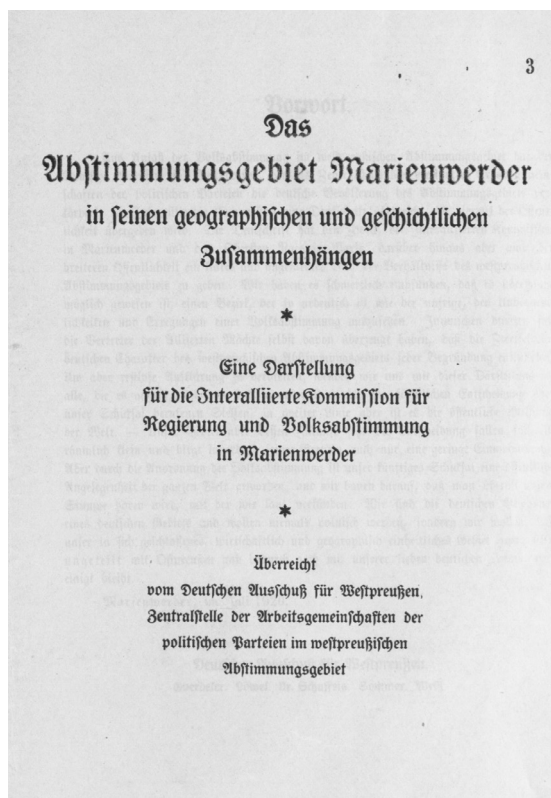 3
Das
Abstimmungsgebiet Marienwerder
in seinen geographischen und geschichtlichen
Zusammenhängen
*
Eine Darstellung
für die Interalliierte Kommission für
Regierung und Volksabstimmung
in Marienwerder
*
Überreicht
vom Deutschen Ausschuß für Westpreußen,
Zentralstelle der Arbeitsgemeinschaften der
politischen Parteien im westpreußischen
Abstimmungsgebiet